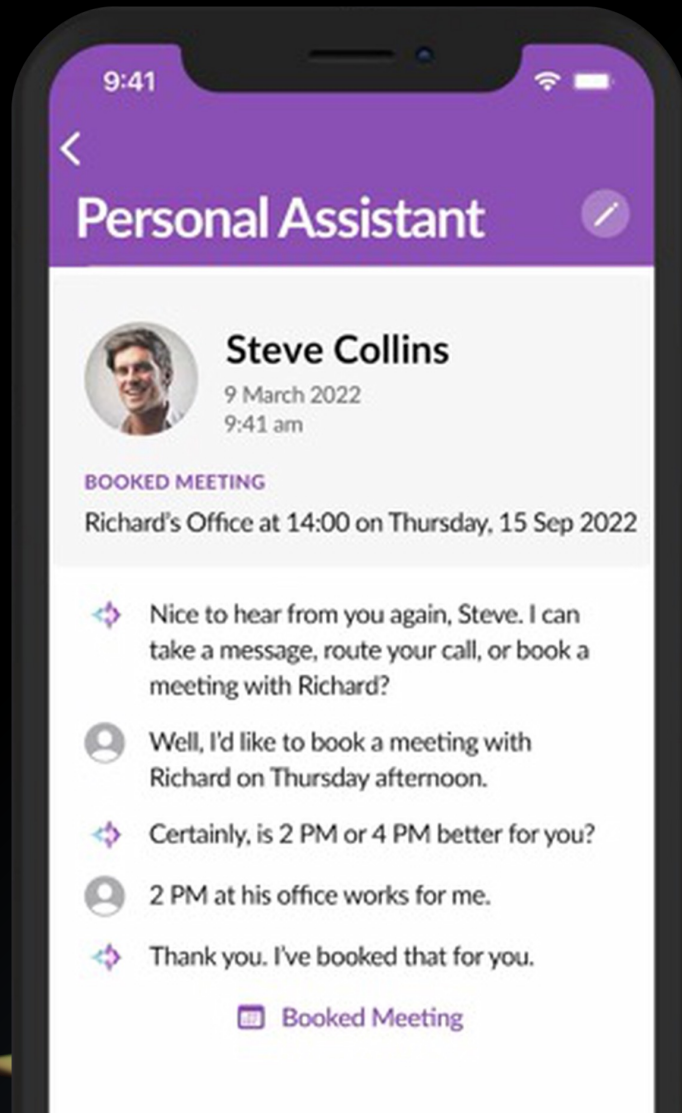 9:41
Personal Assistant
Steve Collins
9 March 2022
9:41 am
BOOKED MEETING
Richard's Office at 14:00 on Thursday, 15 Sep 2022
Nice to hear from you again, Steve. I can
take a message, route your call, or book a
meeting with Richard?
Well, I'd like to book a meeting with
Richard on Thursday afternoon.
Certainly, is 2 PM or 4 PM better for you?
2 PM at his office works for me.
Thank you. I've booked that for you.
Booked Meeting